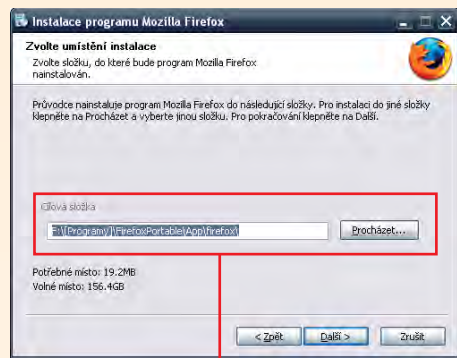 Instalace programu Mozilla Firefox
Zvolte umístění instalace
Zvolte složku, do které bude program Mozilla Firefox
nainstalován.
Průvodce nainstaluje program Mozilla Firefox do následující složky. Pro instalaci do jiné složky
klepněte na Procházet a vyberte jinou složku. Pro pokračování klepněte na Další.
Cílová složka
F:\[Programy]\FirefoxPortable\App\firefox\
Procházet...
Potřebné místo: 19.2MB
Volné místo: 156.4GB
< Zpět
Další >
Zrušit